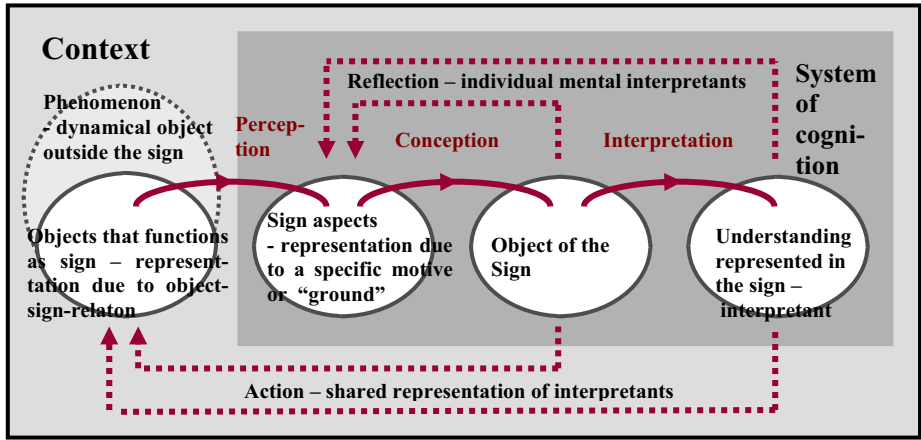 Context
Phenomenon
- dynamical object
outside the sign
Objects that functions
as sign – represent-
tation due to object-
sign-relaton
Percep-
tion
Reflection – individual mental interpretants
Conception
Interpretation
System
of
cogni-
tion
Sign aspects
- representation due
to a specific motive
or “ground”
Object of the
Sign
Understanding
represented in
the sign –
interpretant
Action – shared representation of interpretants